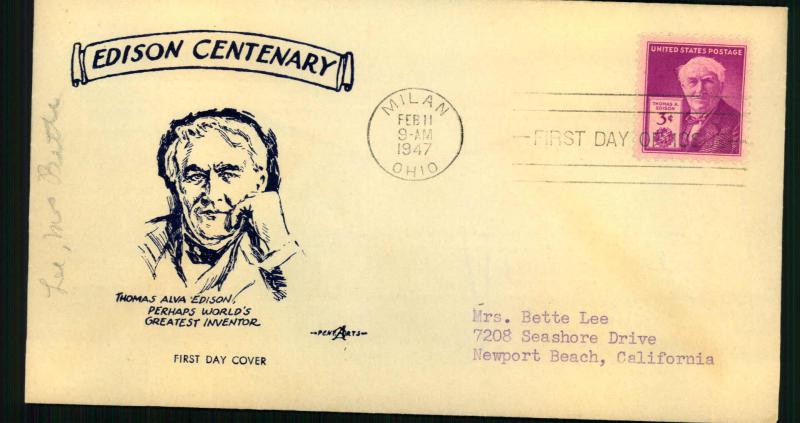 EDISON CENTENARY
MILAN
FEB 11
9-AM
1947
OHIO
FIRST DAY OF
UNITED STATES POSTAGE
THOMAS A.
EDISON
3¢
THOMAS ALVA EDISON,
PERHAPS WORLD'S
GREATEST INVENTOR
PENT ARTS
FIRST DAY COVER
Mrs. Bette Lee
7208 Seashore Drive
Newport Beach, California
Lee, Mrs Bette